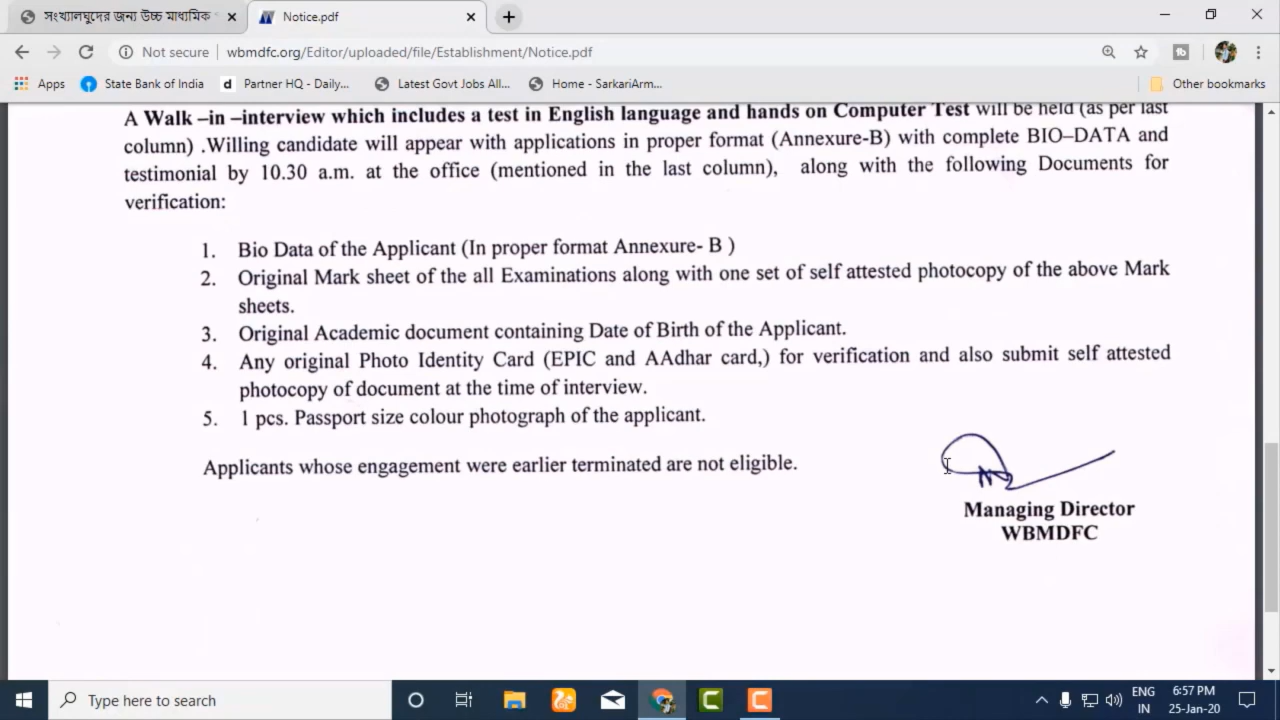 সংখ্যালঘুদের জন্য উচ্চ মাধ্যমিক
Notice.pdf
Not secure
wbmdfc.org/Editor/uploaded/file/Establishment/Notice.pdf
Apps
State Bank of India
Partner HQ - Daily...
Latest Govt Jobs All...
Home - SarkariArm...
Other bookmarks
A Walk –in –interview which includes a test in English language and hands on Computer Test will be held (as per last
column) .Willing candidate will appear with applications in proper format (Annexure-B) with complete BIO–DATA and
testimonial by 10.30 a.m. at the office (mentioned in the last column), along with the following Documents for
verification:
1. Bio Data of the Applicant (In proper format Annexure- B )
2. Original Mark sheet of the all Examinations along with one set of self attested photocopy of the above Mark
sheets.
3. Original Academic document containing Date of Birth of the Applicant.
4. Any original Photo Identity Card (EPIC and AAdhar card,) for verification and also submit self attested
photocopy of document at the time of interview.
5. 1 pcs. Passport size colour photograph of the applicant.
Applicants whose engagement were earlier terminated are not eligible.
Managing Director
WBMDFC
Type here to search
ENG
IN
6:57 PM
25-Jan-20